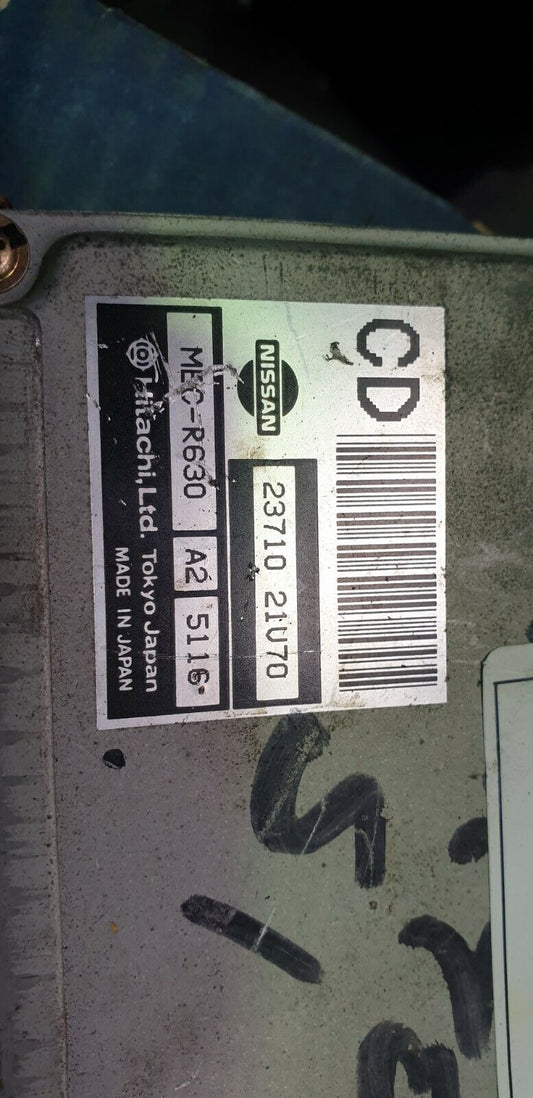 CD
NISSAN
23710 21U70
MEC-R630 A2 5116
Hitachi, Ltd. Tokyo Japan
MADE IN JAPAN